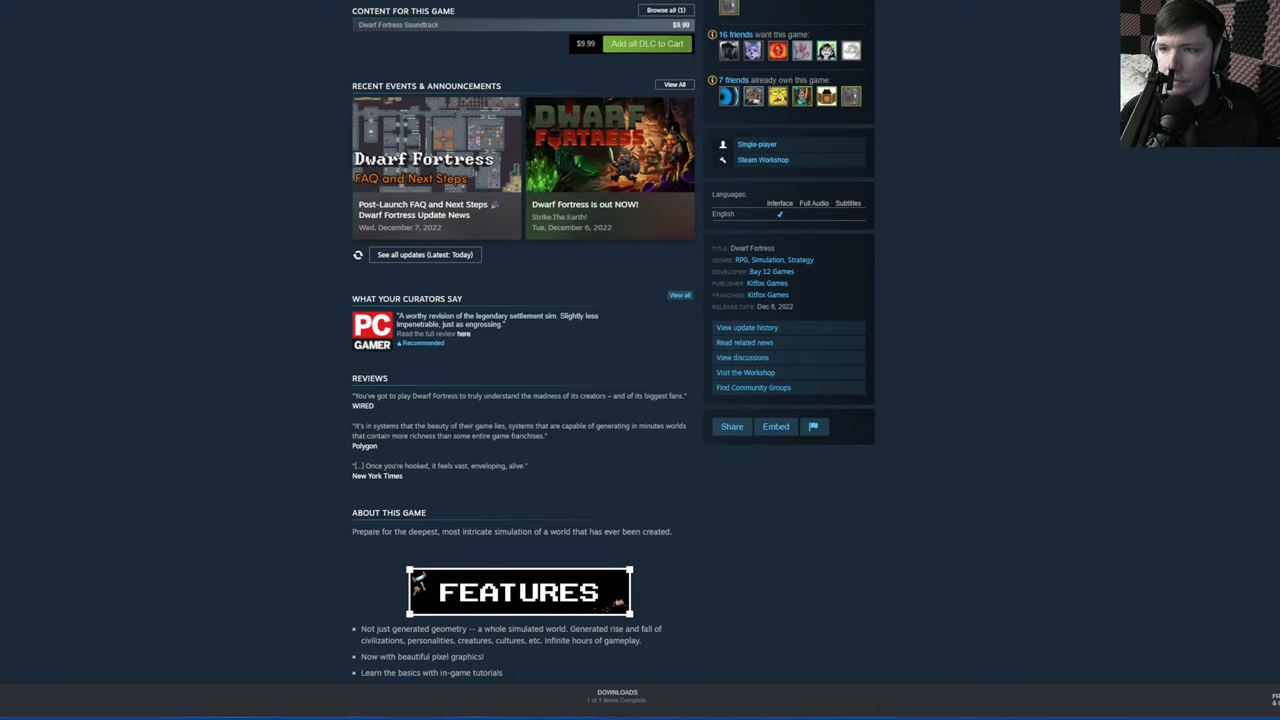 CONTENT FOR THIS GAME
Browse all (1)
Dwarf Fortress Soundtrack
$9.99
$9.99
Add all DLC to Cart
RECENT EVENTS & ANNOUNCEMENTS
View All
Dwarf Fortress
FAQ and Next Steps
DWARF
FORTRESS
Post-Launch FAQ and Next Steps 🎉
Dwarf Fortress Update News
Wed, December 7, 2022
Dwarf Fortress is out NOW!
Strike.The.Earth!
Tue, December 6, 2022
See all updates (Latest: Today)
WHAT YOUR CURATORS SAY
View all
PC
GAMER
"A worthy revision of the legendary settlement sim. Slightly less
impenetrable, just as engrossing."
Read the full review here.
Recommended
REVIEWS
“You've got to play Dwarf Fortress to truly understand the madness of its creators – and of its biggest fans.”
WIRED
“It's in systems that the beauty of their game lies, systems that are capable of generating in minutes worlds
that contain more richness than some entire game franchises.”
Polygon
“[...] Once you're hooked, it feels vast, enveloping, alive.”
New York Times
ABOUT THIS GAME
Prepare for the deepest, most intricate simulation of a world that has ever been created.
FEATURES
Not just generated geometry -- a whole simulated world. Generated rise and fall of
civilizations, personalities, creatures, cultures, etc. Infinite hours of gameplay.
Now with beautiful pixel graphics!
Learn the basics with in-game tutorials
16 friends want this game:
7 friends already own this game:
Single-player
Steam Workshop
Languages:
Interface Full Audio Subtitles
English ✔
TITLE: Dwarf Fortress
GENRE: RPG, Simulation, Strategy
DEVELOPER: Bay 12 Games
PUBLISHER: Kitfox Games
FRANCHISE: Kitfox Games
RELEASE DATE: Dec 6, 2022
View update history
Read related news
View discussions
Visit the Workshop
Find Community Groups
Share
Embed
DOWNLOADS
1 of 1 Items Complete